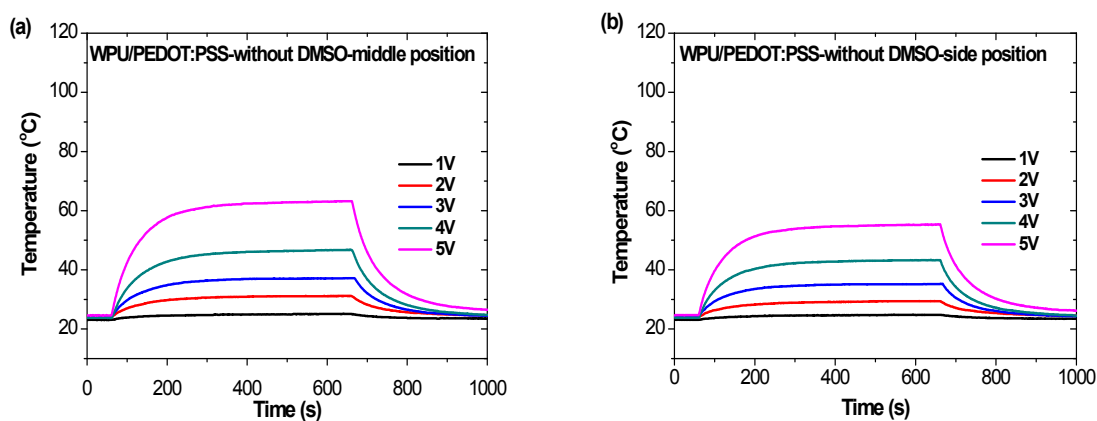 (a)
WPU/PEDOT:PSS-without DMSO-middle position
Temperature (°C)
120
100
80
60
40
20
1V
2V
3V
4V
5V
0 200 400 600 800 1000
Time (s)
(b)
WPU/PEDOT:PSS-without DMSO-side position
Temperature (°C)
120
100
80
60
40
20
1V
2V
3V
4V
5V
0 200 400 600 800 1000
Time (s)